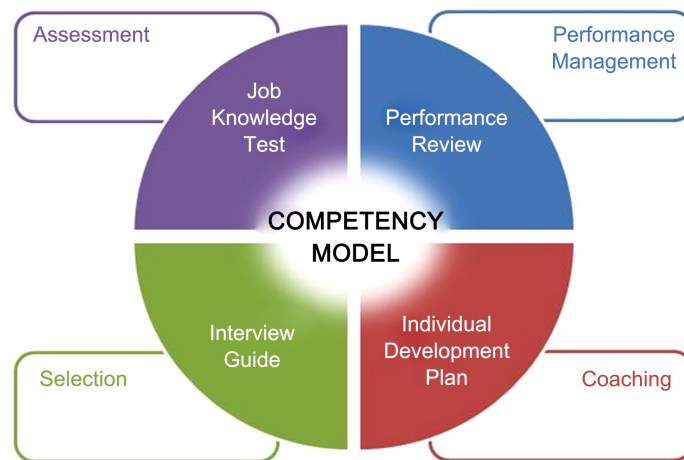 Assessment
Performance
Management
Job
Knowledge
Test
Performance
Review
COMPETENCY
MODEL
Interview
Guide
Individual
Development
Plan
Selection
Coaching